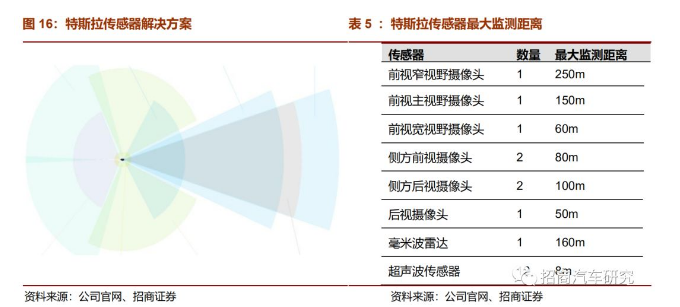 图 16：特斯拉传感器解决方案
表 5 ：特斯拉传感器最大监测距离
传感器 数量 最大监测距离
前视窄视野摄像头 1 250m
前视主视野摄像头 1 150m
前视宽视野摄像头 1 60m
侧方前视摄像头 2 80m
侧方后视摄像头 2 100m
后视摄像头 1 50m
毫米波雷达 1 160m
超声波传感器 8m
招商汽车研究
资料来源：公司官网、招商证券
资料来源：公司官网、招商证券